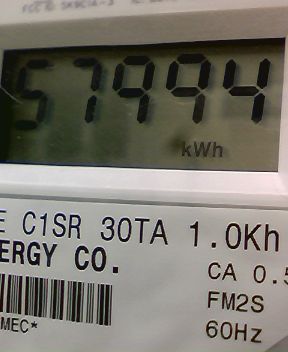 57994
kWh
E C1SR 30TA 1.0Kh
ERGY CO.
CA 0.5
FM2S
MEC*
60Hz